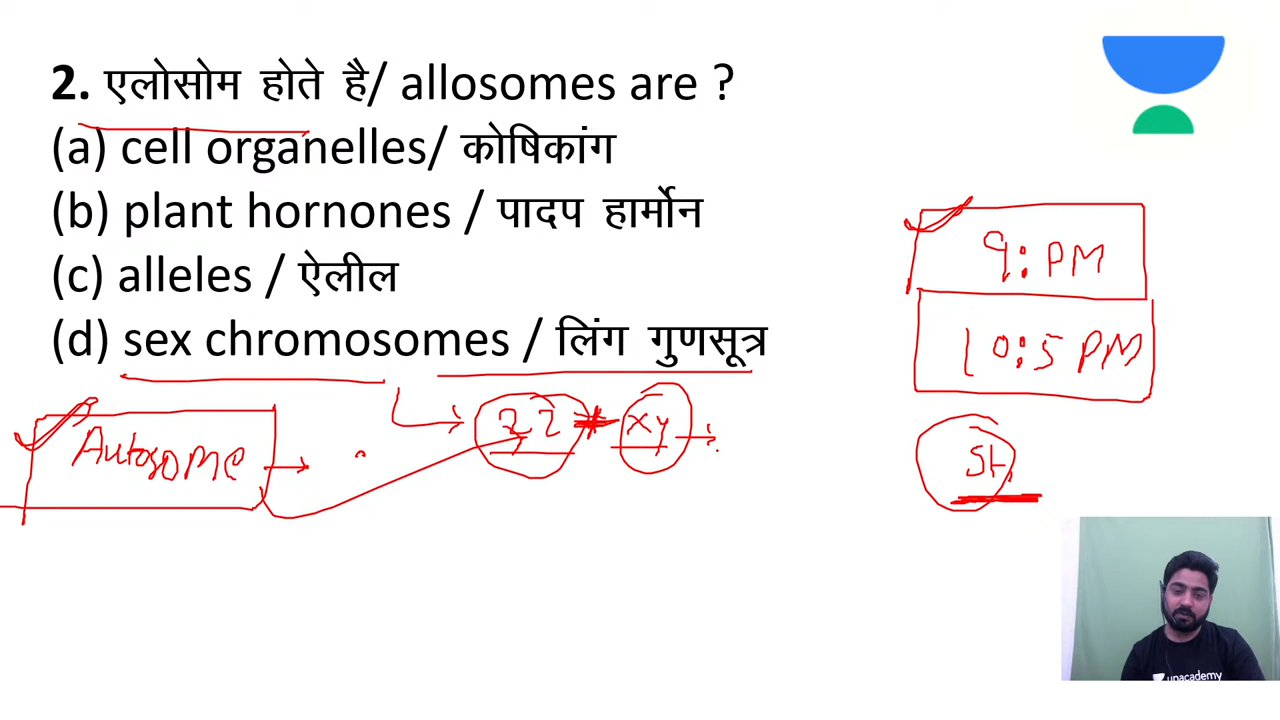 2. एलोसोम होते है/ allosomes are ?
(a) cell organelles/ कोषिकांग
(b) plant hornones / पादप हार्मोन
(c) alleles / ऐलील
(d) sex chromosomes / लिंग गुणसूत्र
9: PM
10:5 PM
Autosome
22
xy
unacademy